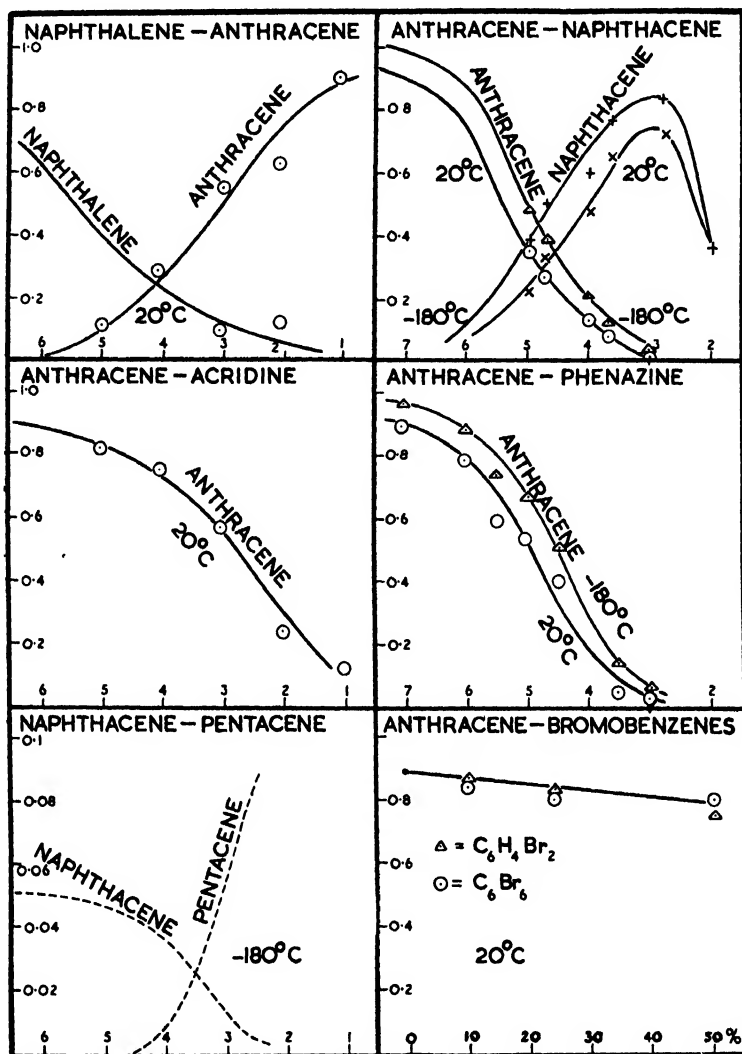 NAPHTHALENE-ANTHRACENE
1.0
0.8
0.6
0.4
0.2
NAPHTHALENE
ANTHRACENE
20°C
6 5 4 3 2 1
ANTHRACENE-NAPHTHACENE
1.0
0.8
0.6
0.4
0.2
ANTHRACENE
NAPHTHACENE
20°C
20°C
-180°C
-180°C
7 6 5 4 3 2
ANTHRACENE-ACRIDINE
1.0
0.8
0.6
0.4
0.2
ANTHRACENE
20°C
6 5 4 3 2 1
ANTHRACENE-PHENAZINE
1.0
0.8
0.6
0.4
0.2
ANTHRACENE
-180°C
20°C
7 6 5 4 3 2
NAPHTHACENE-PENTACENE
0.1
0.08
0.06
0.04
0.02
NAPHTHACENE
PENTACENE
-180°C
6 5 4 3 2 1
ANTHRACENE-BROMOBENZENES
1.0
0.8
0.6
0.4
0.2
△ = C₆H₄Br₂
⊙ = C₆Br₆
20°C
0 10 20 30 40 50%